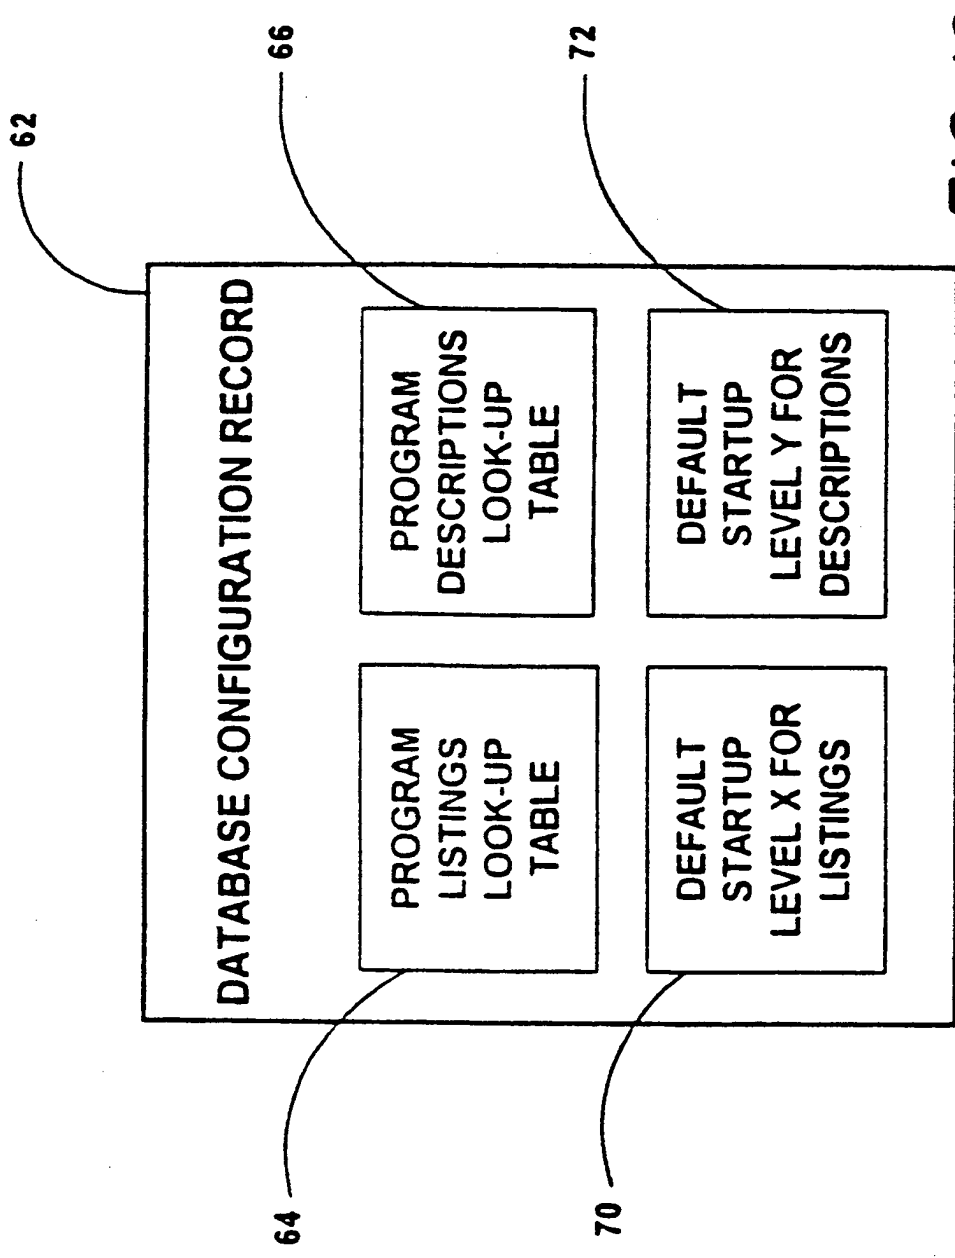 62
DATABASE CONFIGURATION RECORD
64
PROGRAM
LISTINGS
LOOK-UP
TABLE
66
PROGRAM
DESCRIPTIONS
LOOK-UP
TABLE
70
DEFAULT
STARTUP
LEVEL X FOR
LISTINGS
72
DEFAULT
STARTUP
LEVEL Y FOR
DESCRIPTIONS